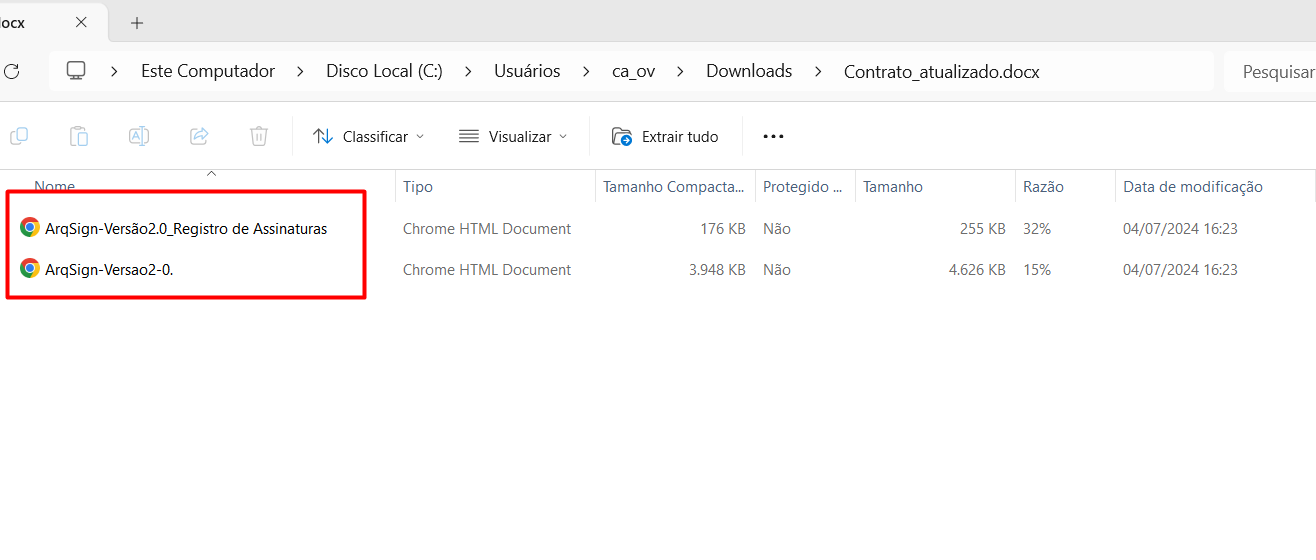 ocx
Este Computador > Disco Local (C:) > Usuários > ca_ov > Downloads > Contrato_atualizado.docx
Pesquisar
Classificar Visualizar Extrair tudo
Nome Tipo Tamanho Compacta... Protegido ... Tamanho Razão Data de modificação
ArqSign-Versão2.0_Registro de Assinaturas Chrome HTML Document 176 KB Não 255 KB 32% 04/07/2024 16:23
ArqSign-Versao2-0. Chrome HTML Document 3.948 KB Não 4.626 KB 15% 04/07/2024 16:23